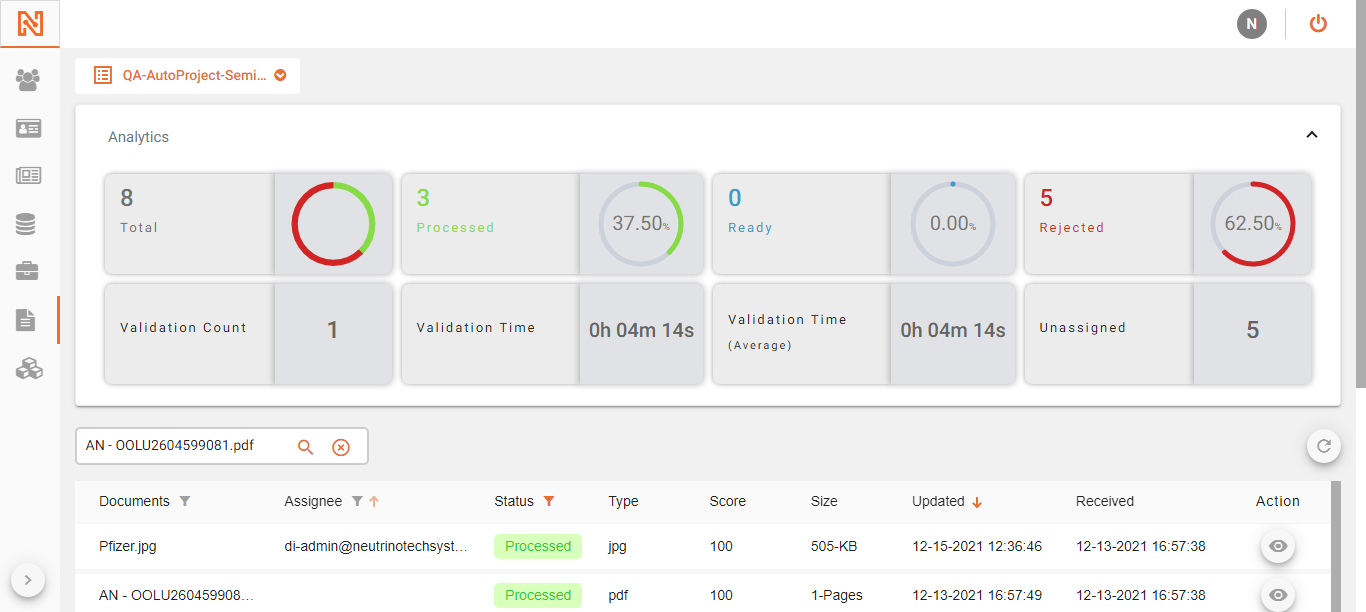 N
QA-AutoProject-Semi...
Analytics
8
Total
3
Processed
37.50%
0
Ready
0.00%
5
Rejected
62.50%
Validation Count
1
Validation Time
0h 04m 14s
Validation Time
(Average)
0h 04m 14s
Unassigned
5
AN - OOLU2604599081.pdf
Documents Assignee Status Type Score Size Updated Received Action
Pfizer.jpg di-admin@neutrinotechsyst... Processed jpg 100 505-KB 12-15-2021 12:36:46 12-13-2021 16:57:38
AN - OOLU260459908... Processed pdf 100 1-Pages 12-13-2021 16:57:49 12-13-2021 16:57:38